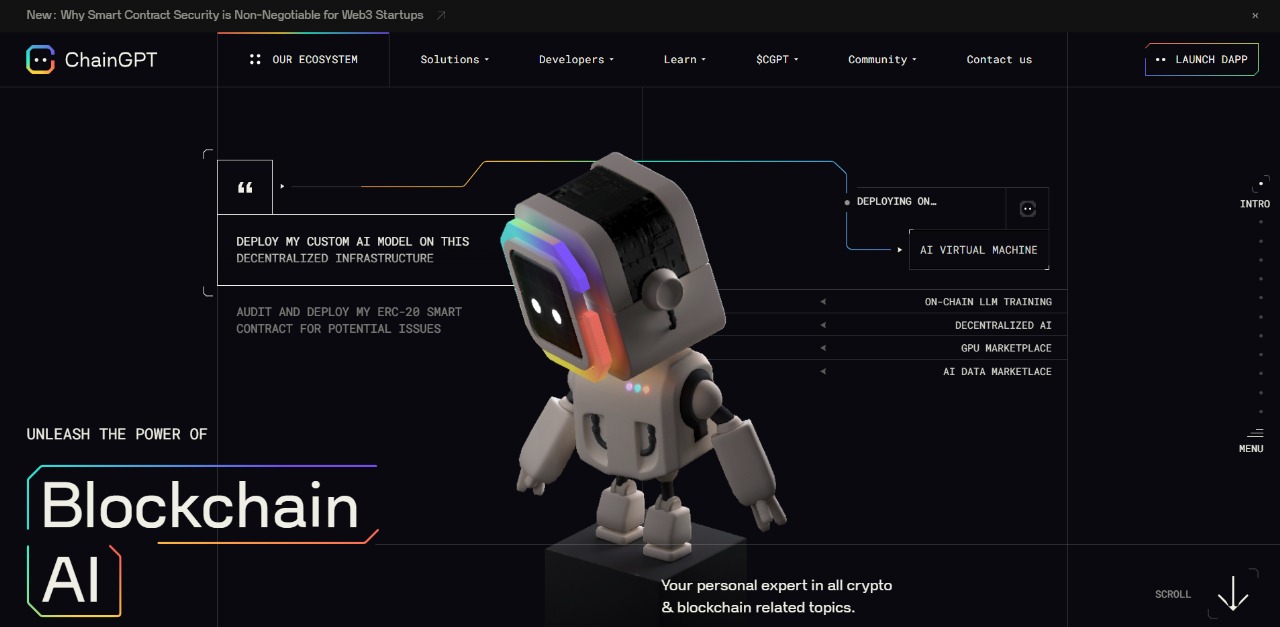 New: Why Smart Contract Security is Non-Negotiable for Web3 Startups
ChainGPT
OUR ECOSYSTEM
Solutions
Developers
Learn
$CGPT
Community
Contact us
LAUNCH DAPP
“
DEPLOY MY CUSTOM AI MODEL ON THIS
DECENTRALIZED INFRASTRUCTURE
AUDIT AND DEPLOY MY ERC-20 SMART
CONTRACT FOR POTENTIAL ISSUES
DEPLOYING ON…
AI VIRTUAL MACHINE
ON-CHAIN LLM TRAINING
DECENTRALIZED AI
GPU MARKETPLACE
AI DATA MARKETLACE
INTRO
MENU
UNLEASH THE POWER OF
Blockchain
AI
Your personal expert in all crypto
& blockchain related topics.
SCROLL